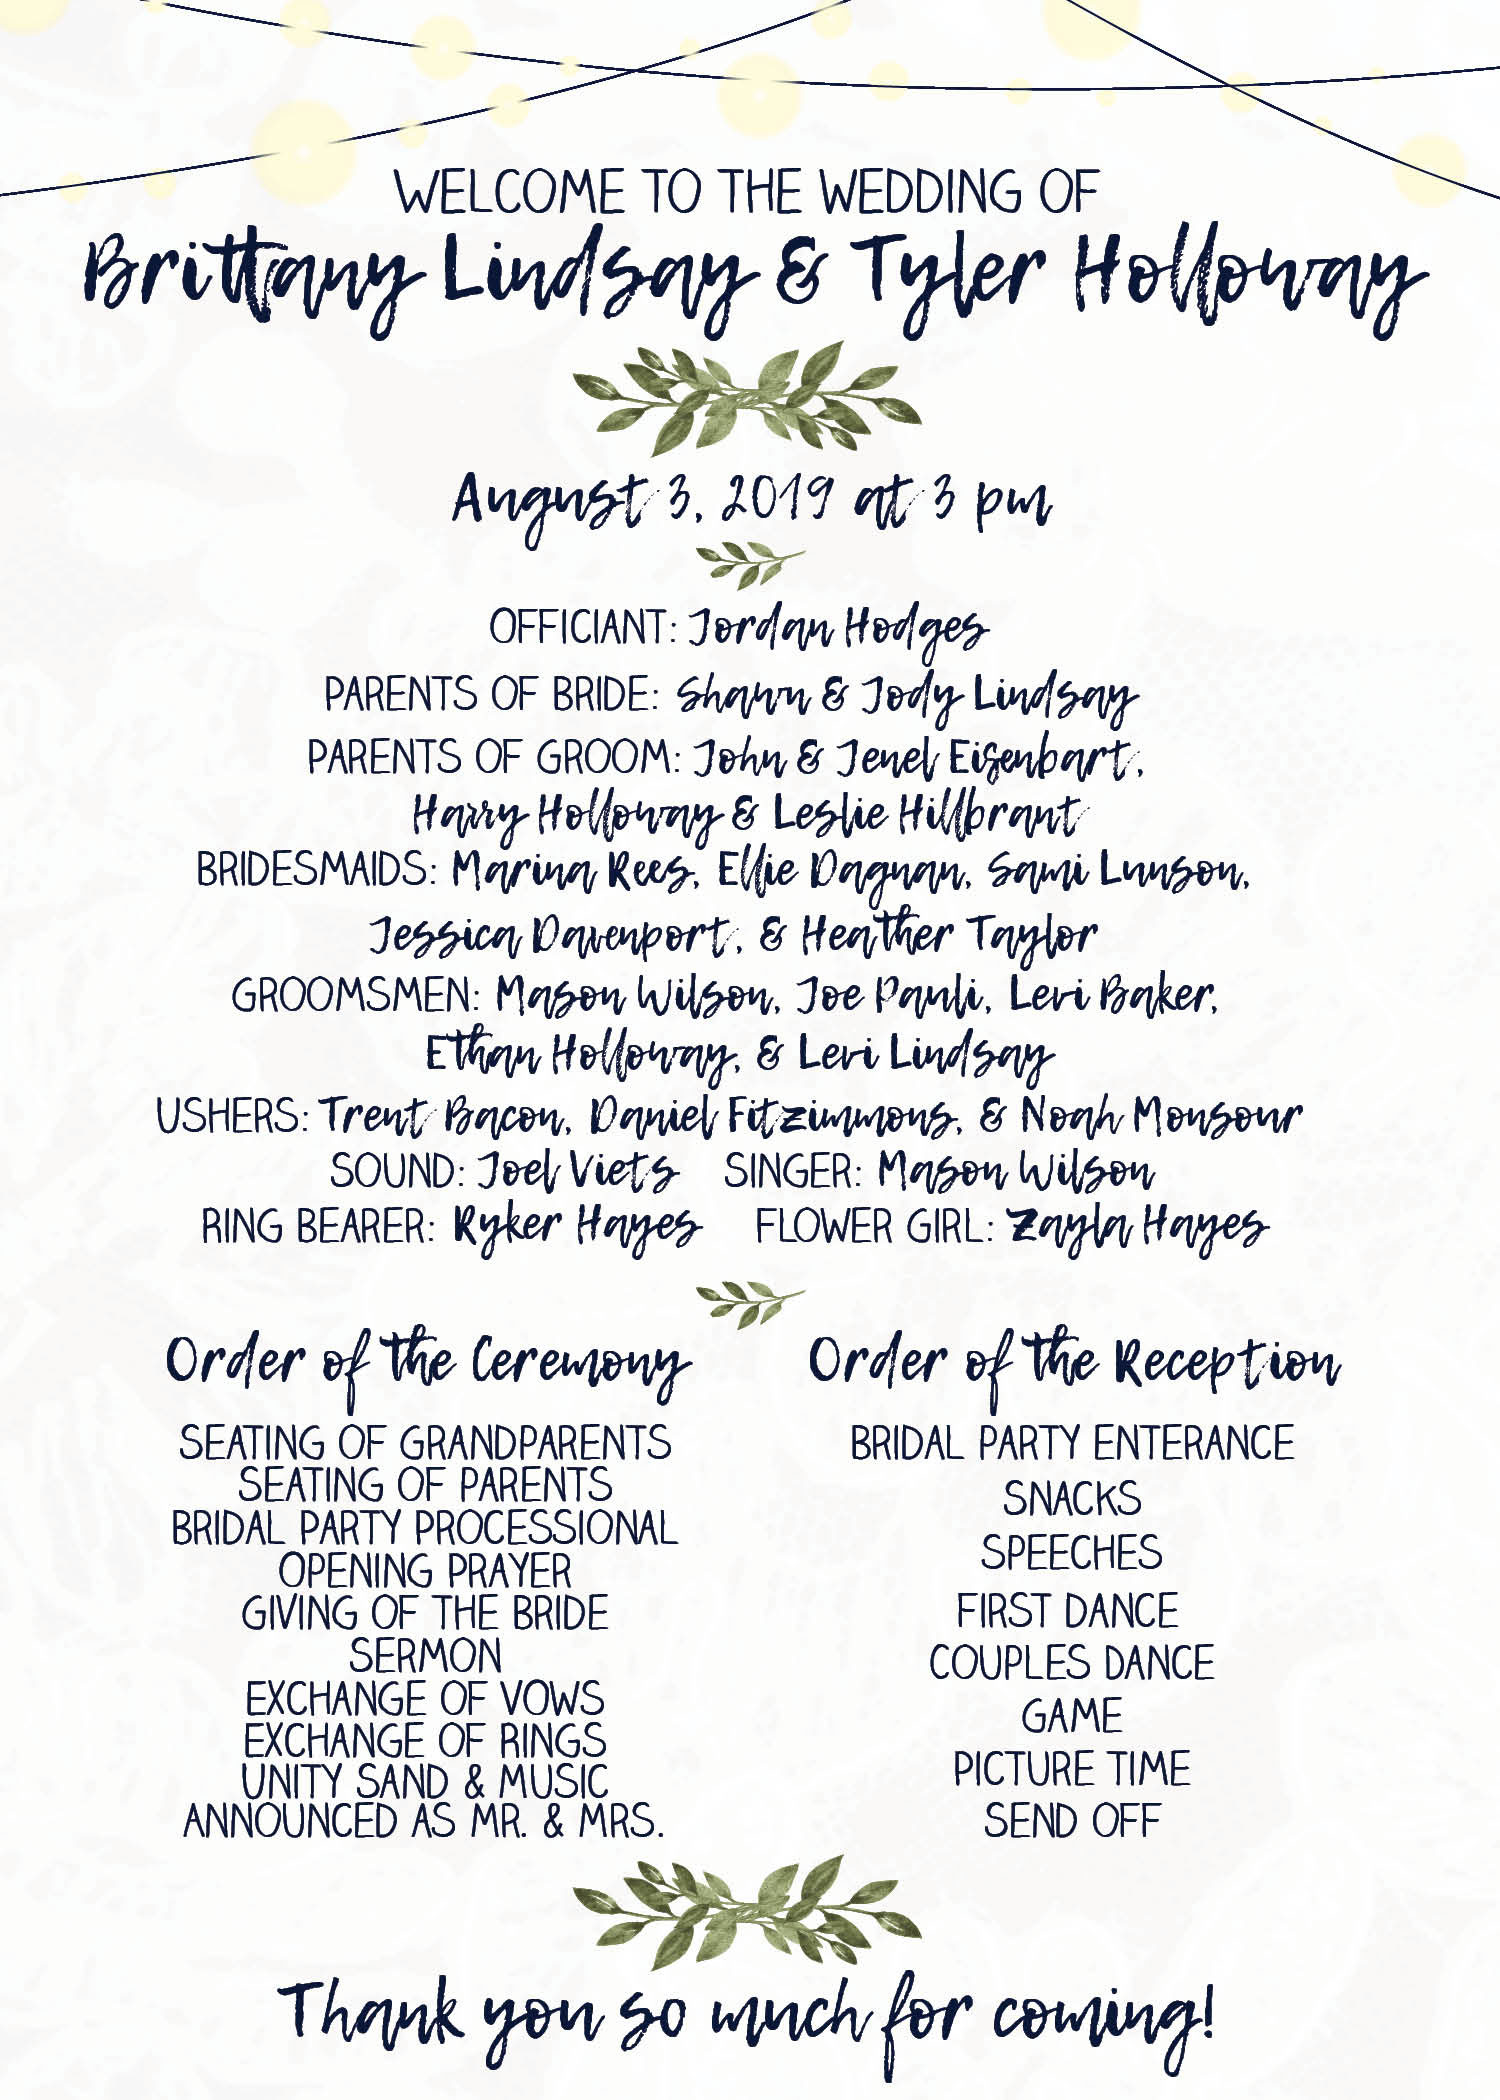 WELCOME TO THE WEDDING OF
Brittany Lindsay & Tyler Holloway
August 3, 2019 at 3 pm
OFFICIANT: Jordan Hodges
PARENTS OF BRIDE: Shawn & Jody Lindsay
PARENTS OF GROOM: John & Jenel Eisenbart,
Harry Holloway & Leslie Hillbrant
BRIDESMAIDS: Marina Rees, Ellie Dagnan, Sami Lunson,
Jessica Davenport, & Heather Taylor
GROOMSMEN: Mason Wilson, Joe Pauli, Levi Baker,
Ethan Holloway, & Levi Lindsay
USHERS: Trent Bacon, Daniel Fitzimmons, & Noah Monsour
SOUND: Joel Viets SINGER: Mason Wilson
RING BEARER: Ryker Hayes FLOWER GIRL: Zayla Hayes
Order of the Ceremony
SEATING OF GRANDPARENTS
SEATING OF PARENTS
BRIDAL PARTY PROCESSIONAL
OPENING PRAYER
GIVING OF THE BRIDE
SERMON
EXCHANGE OF VOWS
EXCHANGE OF RINGS
UNITY SAND & MUSIC
ANNOUNCED AS MR. & MRS.
Order of the Reception
BRIDAL PARTY ENTERANCE
SNACKS
SPEECHES
FIRST DANCE
COUPLES DANCE
GAME
PICTURE TIME
SEND OFF
Thank you so much for coming!